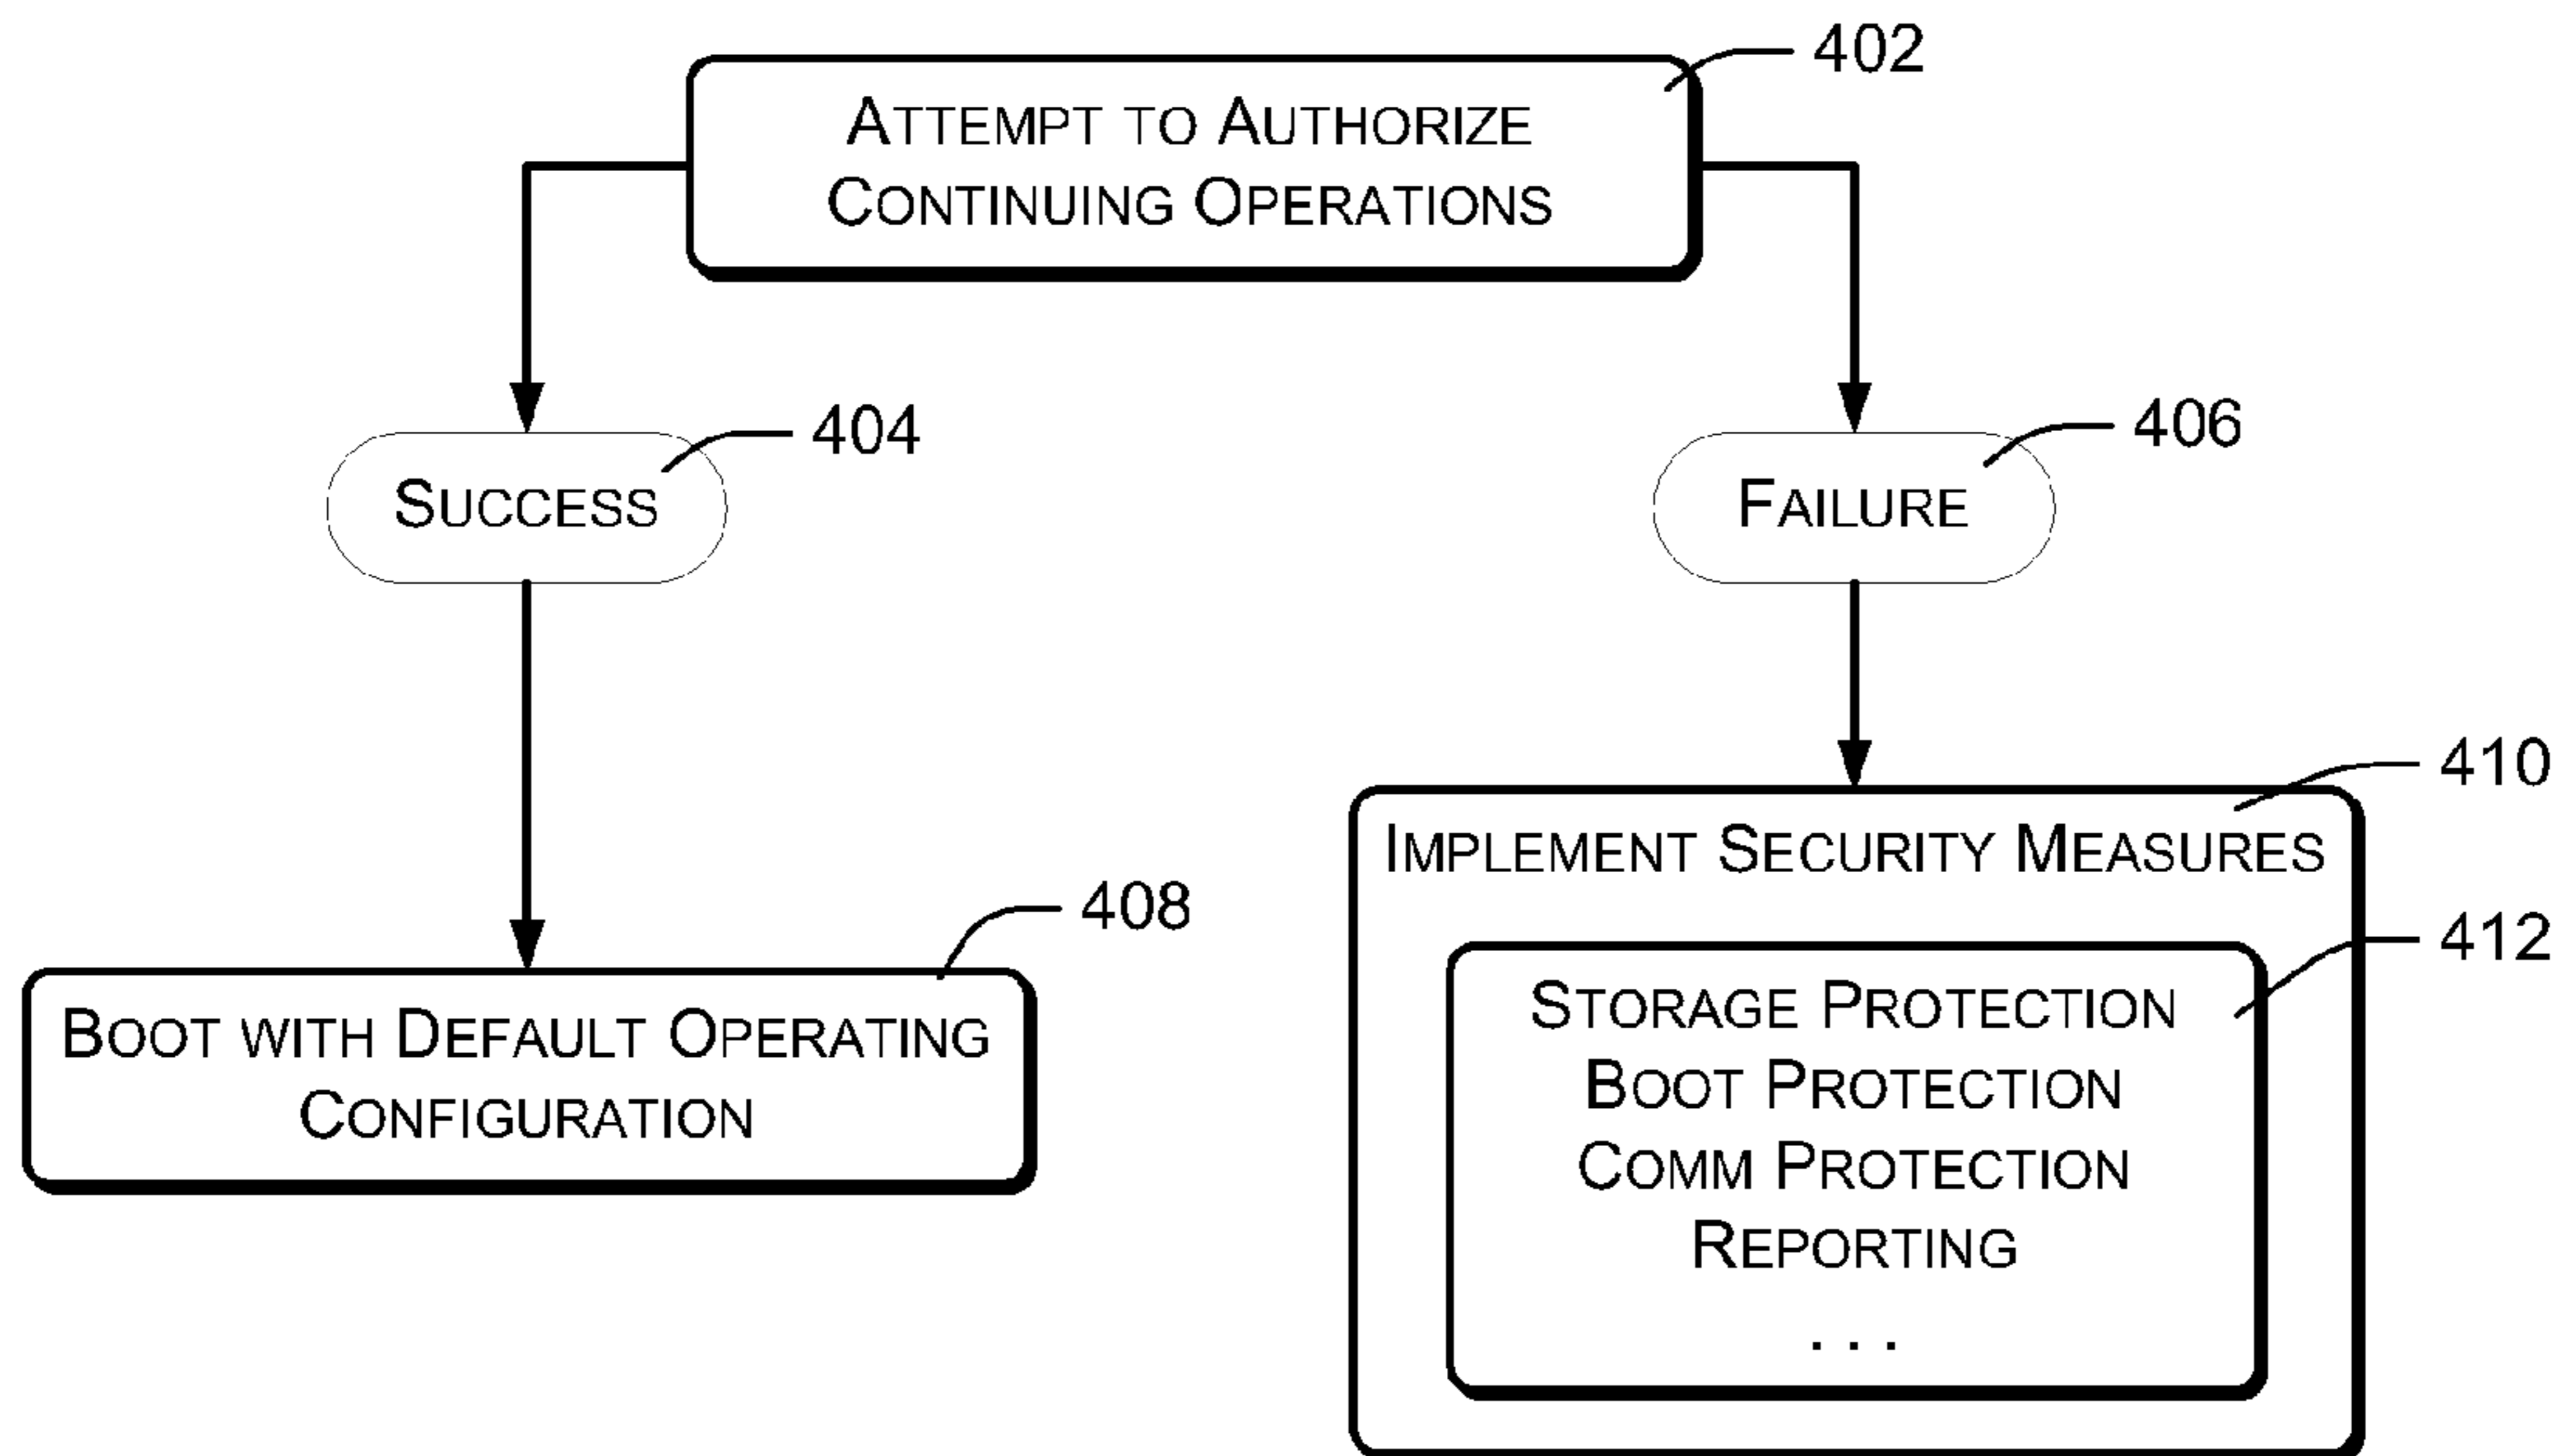 402
ATTEMPT TO AUTHORIZE
CONTINUING OPERATIONS
404
SUCCESS
406
FAILURE
408
BOOT WITH DEFAULT OPERATING
CONFIGURATION
410
IMPLEMENT SECURITY MEASURES
412
STORAGE PROTECTION
BOOT PROTECTION
COMM PROTECTION
REPORTING
. . .